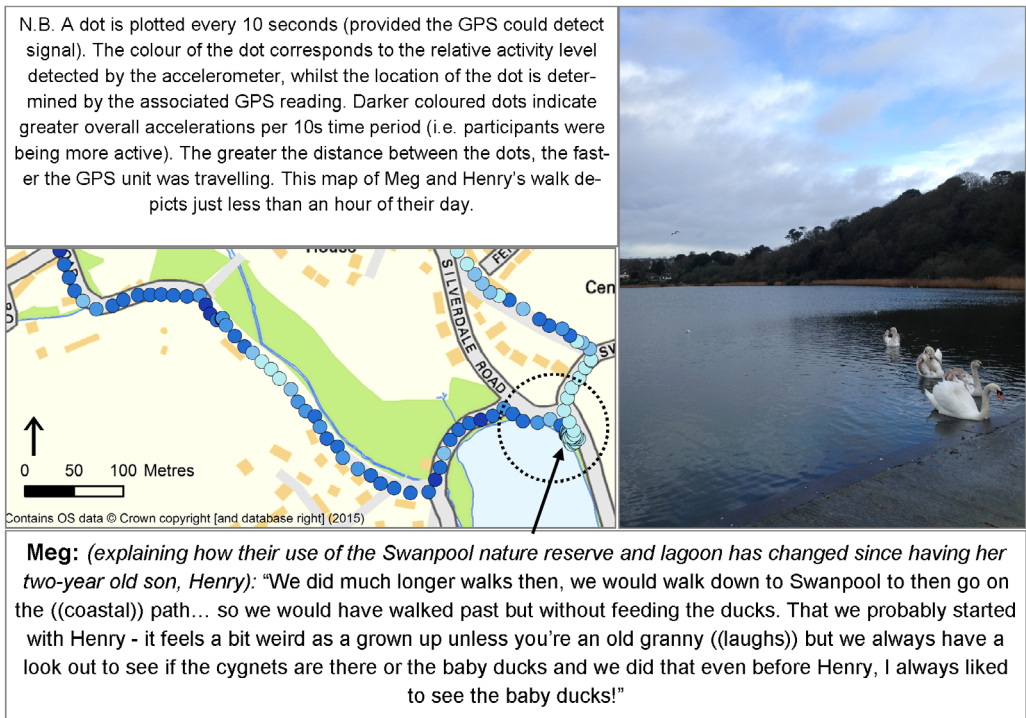 N.B. A dot is plotted every 10 seconds (provided the GPS could detect
signal). The colour of the dot corresponds to the relative activity level
detected by the accelerometer, whilst the location of the dot is deter-
mined by the associated GPS reading. Darker coloured dots indicate
greater overall accelerations per 10s time period (i.e. participants were
being more active). The greater the distance between the dots, the fast-
er the GPS unit was travelling. This map of Meg and Henry's walk de-
picts just less than an hour of their day.
House
SILVERDALE ROAD
FE
Cen
SW
0 50 100 Metres
Contains OS data © Crown copyright [and database right] (2015)
Meg: (explaining how their use of the Swanpool nature reserve and lagoon has changed since having her
two-year old son, Henry): “We did much longer walks then, we would walk down to Swanpool to then go on
the ((coastal)) path… so we would have walked past but without feeding the ducks. That we probably started
with Henry - it feels a bit weird as a grown up unless you’re an old granny ((laughs)) but we always have a
look out to see if the cygnets are there or the baby ducks and we did that even before Henry, I always liked
to see the baby ducks!”